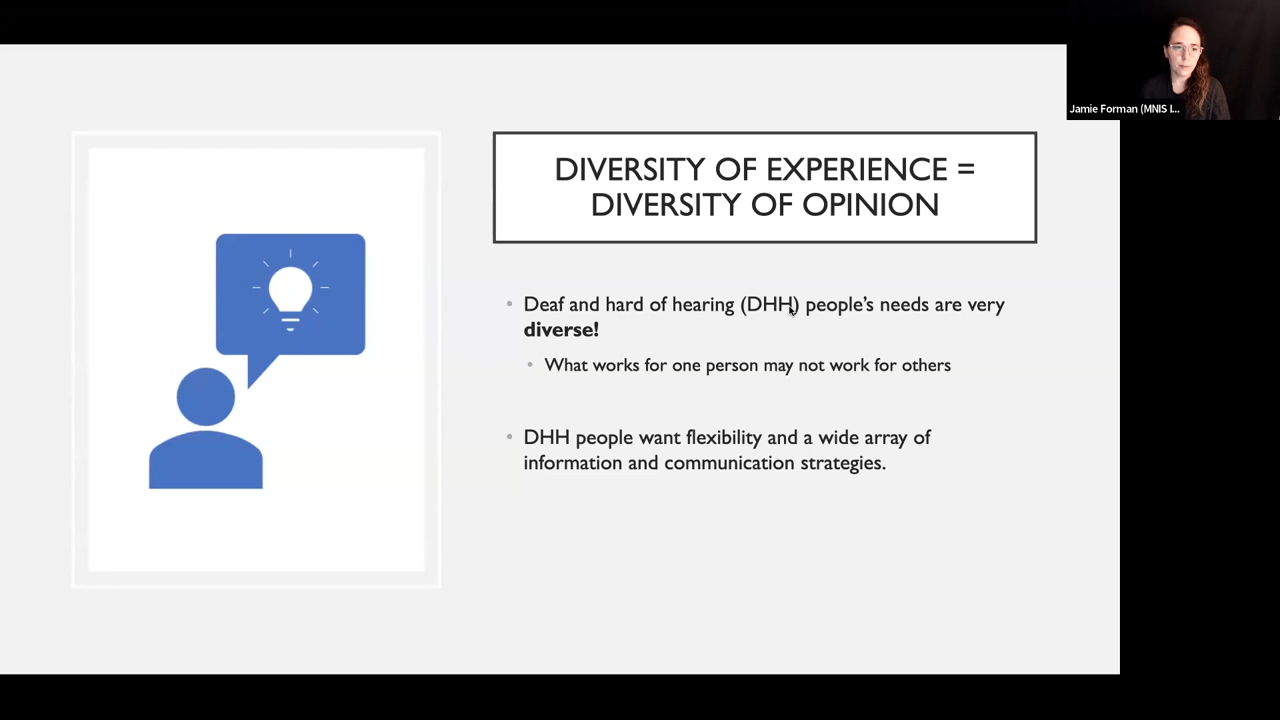 Jamie Forman (MNIS I...
DIVERSITY OF EXPERIENCE =
DIVERSITY OF OPINION
• Deaf and hard of hearing (DHH) people’s needs are very
diverse!
• What works for one person may not work for others
• DHH people want flexibility and a wide array of
information and communication strategies.